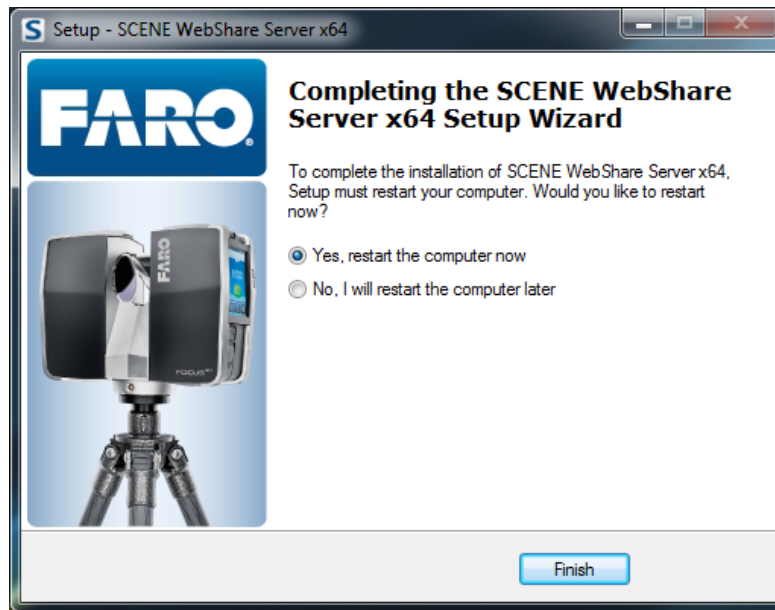 Setup - SCENE WebShare Server x64
FARO
Completing the SCENE WebShare
Server x64 Setup Wizard
To complete the installation of SCENE WebShare Server x64,
Setup must restart your computer. Would you like to restart
now?
Yes, restart the computer now
No, I will restart the computer later
FARO
FOCUS
Finish